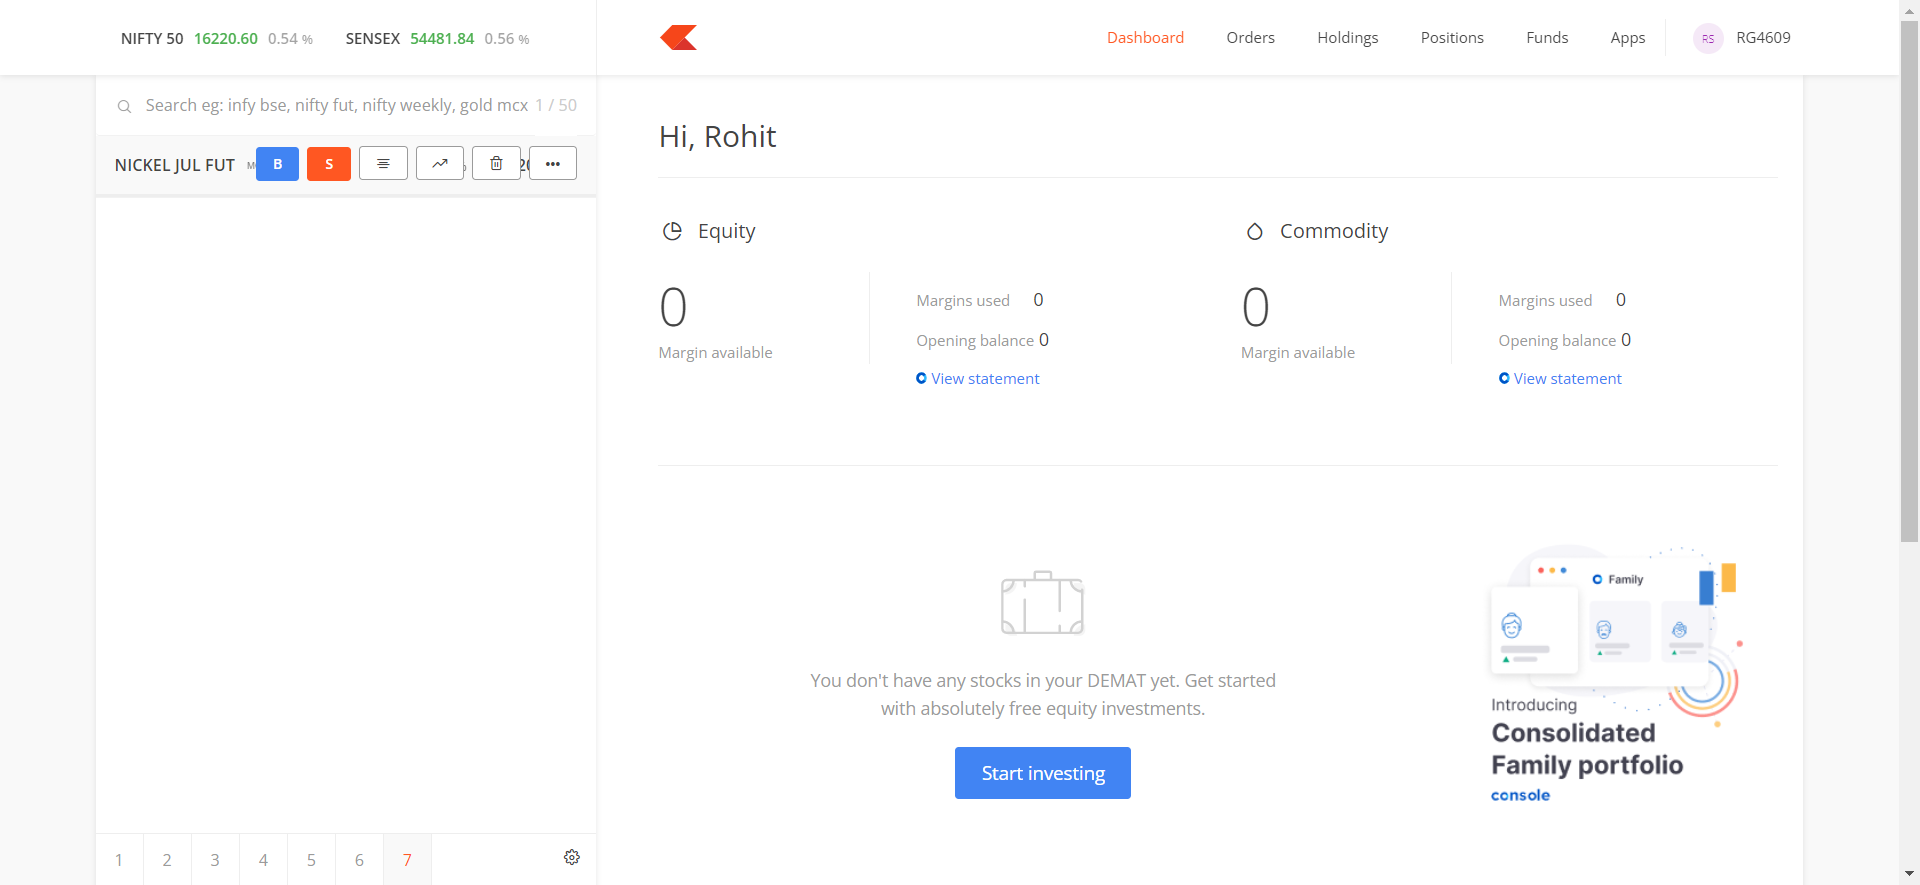 NIFTY 50 16220.60 0.54 % SENSEX 54481.84 0.56 %
Dashboard Orders Holdings Positions Funds Apps RS RG4609
Search eg: infy bse, nifty fut, nifty weekly, gold mcx 1 / 50
NICKEL JUL FUT B S
Hi, Rohit
Equity
0
Margin available
Margins used 0
Opening balance 0
View statement
Commodity
0
Margin available
Margins used 0
Opening balance 0
View statement
You don't have any stocks in your DEMAT yet. Get started
with absolutely free equity investments.
Start investing
Family
Introducing
Consolidated
Family portfolio
console
1 2 3 4 5 6 7